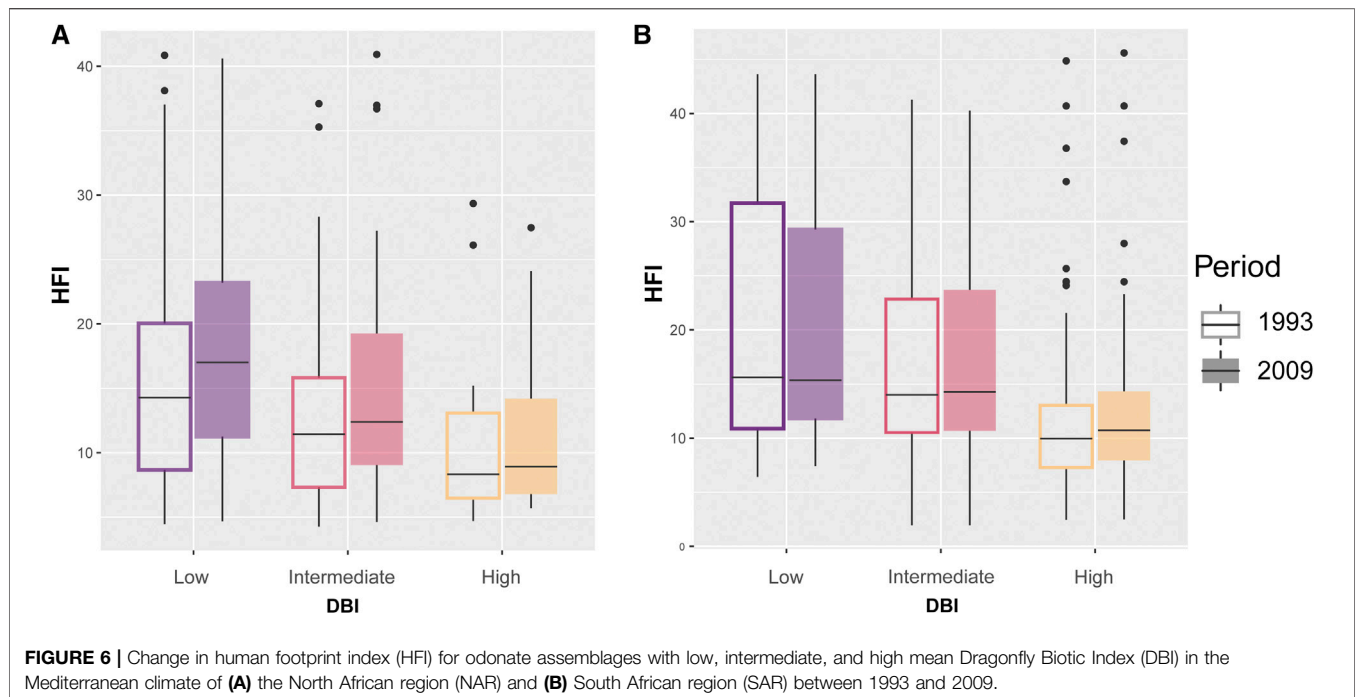 A
HFI
40
30
20
10
Low Intermediate High
DBI
B
HFI
40
30
20
10
0
Low Intermediate High
DBI
Period
1993
2009
FIGURE 6 | Change in human footprint index (HFI) for odonate assemblages with low, intermediate, and high mean Dragonfly Biotic Index (DBI) in the
Mediterranean climate of (A) the North African region (NAR) and (B) South African region (SAR) between 1993 and 2009.